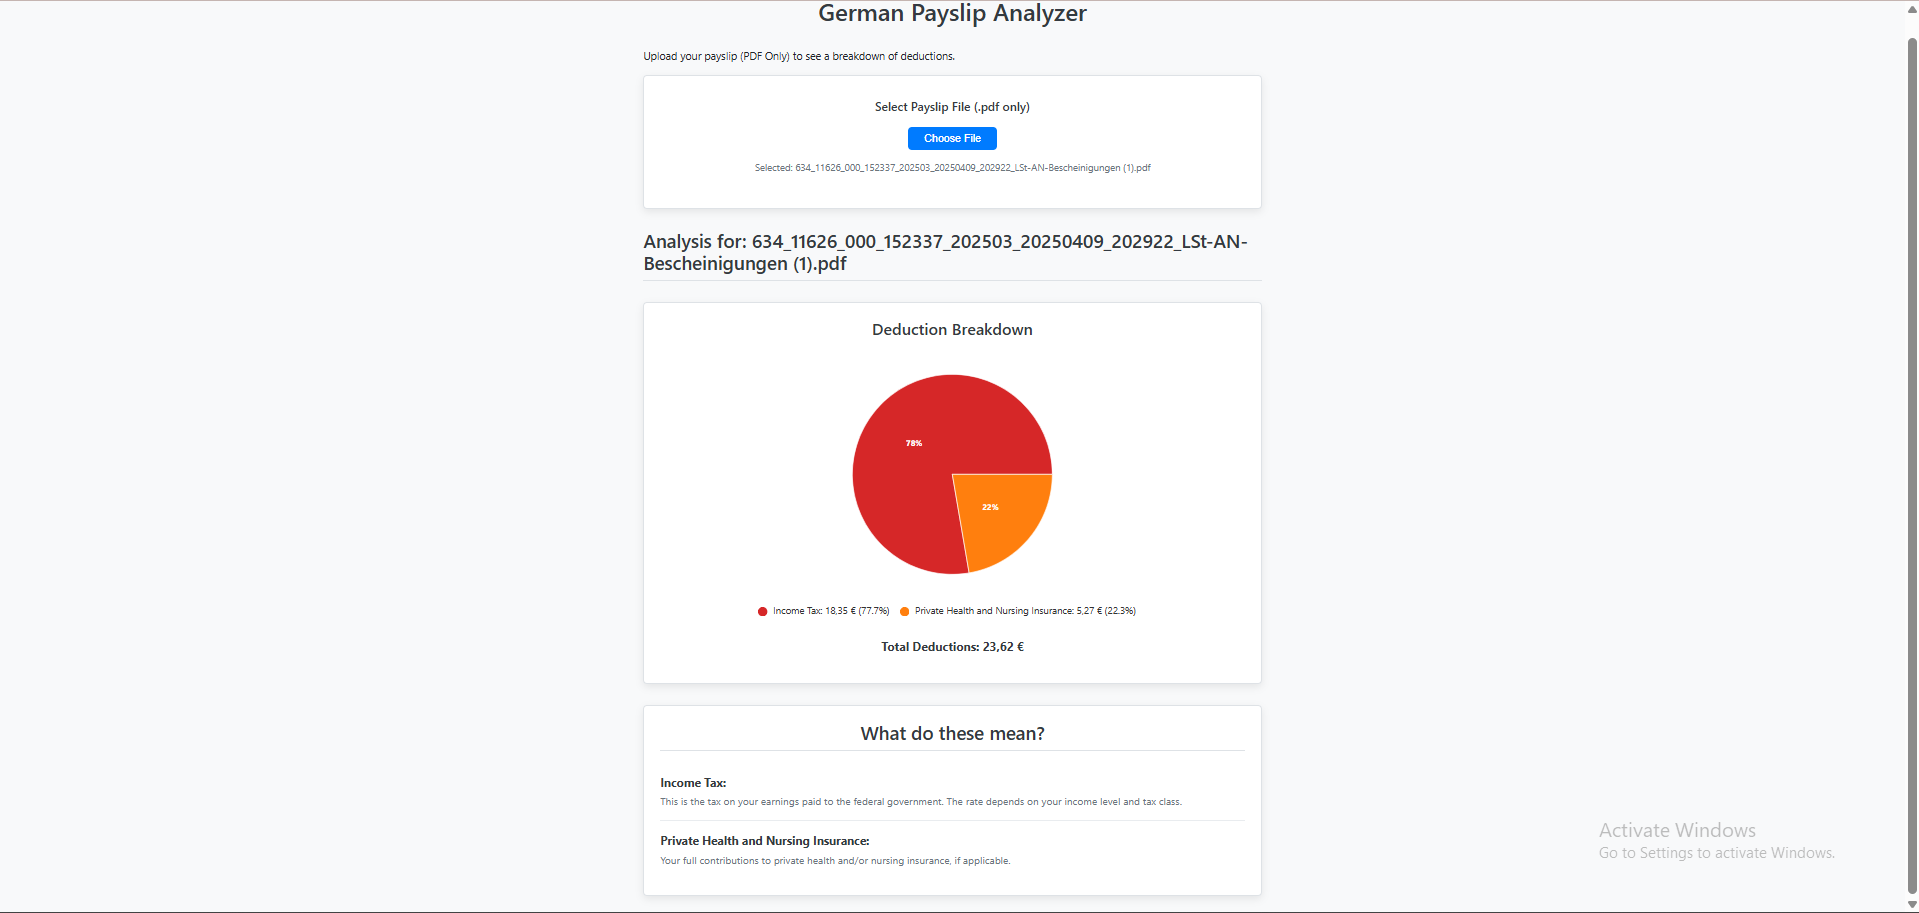 German Payslip Analyzer
Upload your payslip (PDF Only) to see a breakdown of deductions.
Select Payslip File (.pdf only)
Choose File
Selected: 634_11626_000_152337_202503_20250409_202922_LSt-AN-Bescheinigungen (1).pdf
Analysis for: 634_11626_000_152337_202503_20250409_202922_LSt-AN-
Bescheinigungen (1).pdf
Deduction Breakdown
78%
22%
Income Tax: 18,35 € (77.7%)
Private Health and Nursing Insurance: 5,27 € (22.3%)
Total Deductions: 23,62 €
What do these mean?
Income Tax:
This is the tax on your earnings paid to the federal government. The rate depends on your income level and tax class.
Private Health and Nursing Insurance:
Your full contributions to private health and/or nursing insurance, if applicable.
Activate Windows
Go to Settings to activate Windows.